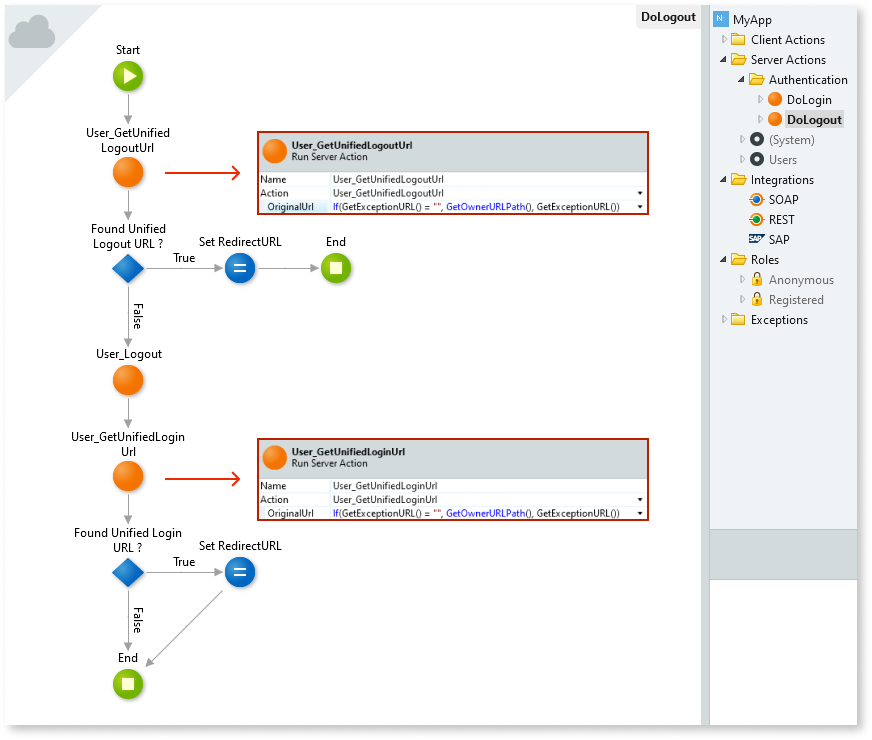 DoLogout
Start
User_GetUnified
LogoutUrl
User_GetUnifiedLogoutUrl
Run Server Action
Name User_GetUnifiedLogoutUrl
Action User_GetUnifiedLogoutUrl
OriginalUrl If(GetExceptionURL() = "", GetOwnerURLPath(), GetExceptionURL())
Found Unified
Logout URL ?
True
Set RedirectURL
End
False
User_Logout
User_GetUnifiedLogin
Url
User_GetUnifiedLoginUrl
Run Server Action
Name User_GetUnifiedLoginUrl
Action User_GetUnifiedLoginUrl
OriginalUrl If(GetExceptionURL() = "", GetOwnerURLPath(), GetExceptionURL())
Found Unified Login
URL ?
True
Set RedirectURL
False
End
N: MyApp
Client Actions
Server Actions
Authentication
DoLogin
DoLogout
(System)
Users
Integrations
SOAP
REST
SAP SAP
Roles
Anonymous
Registered
Exceptions